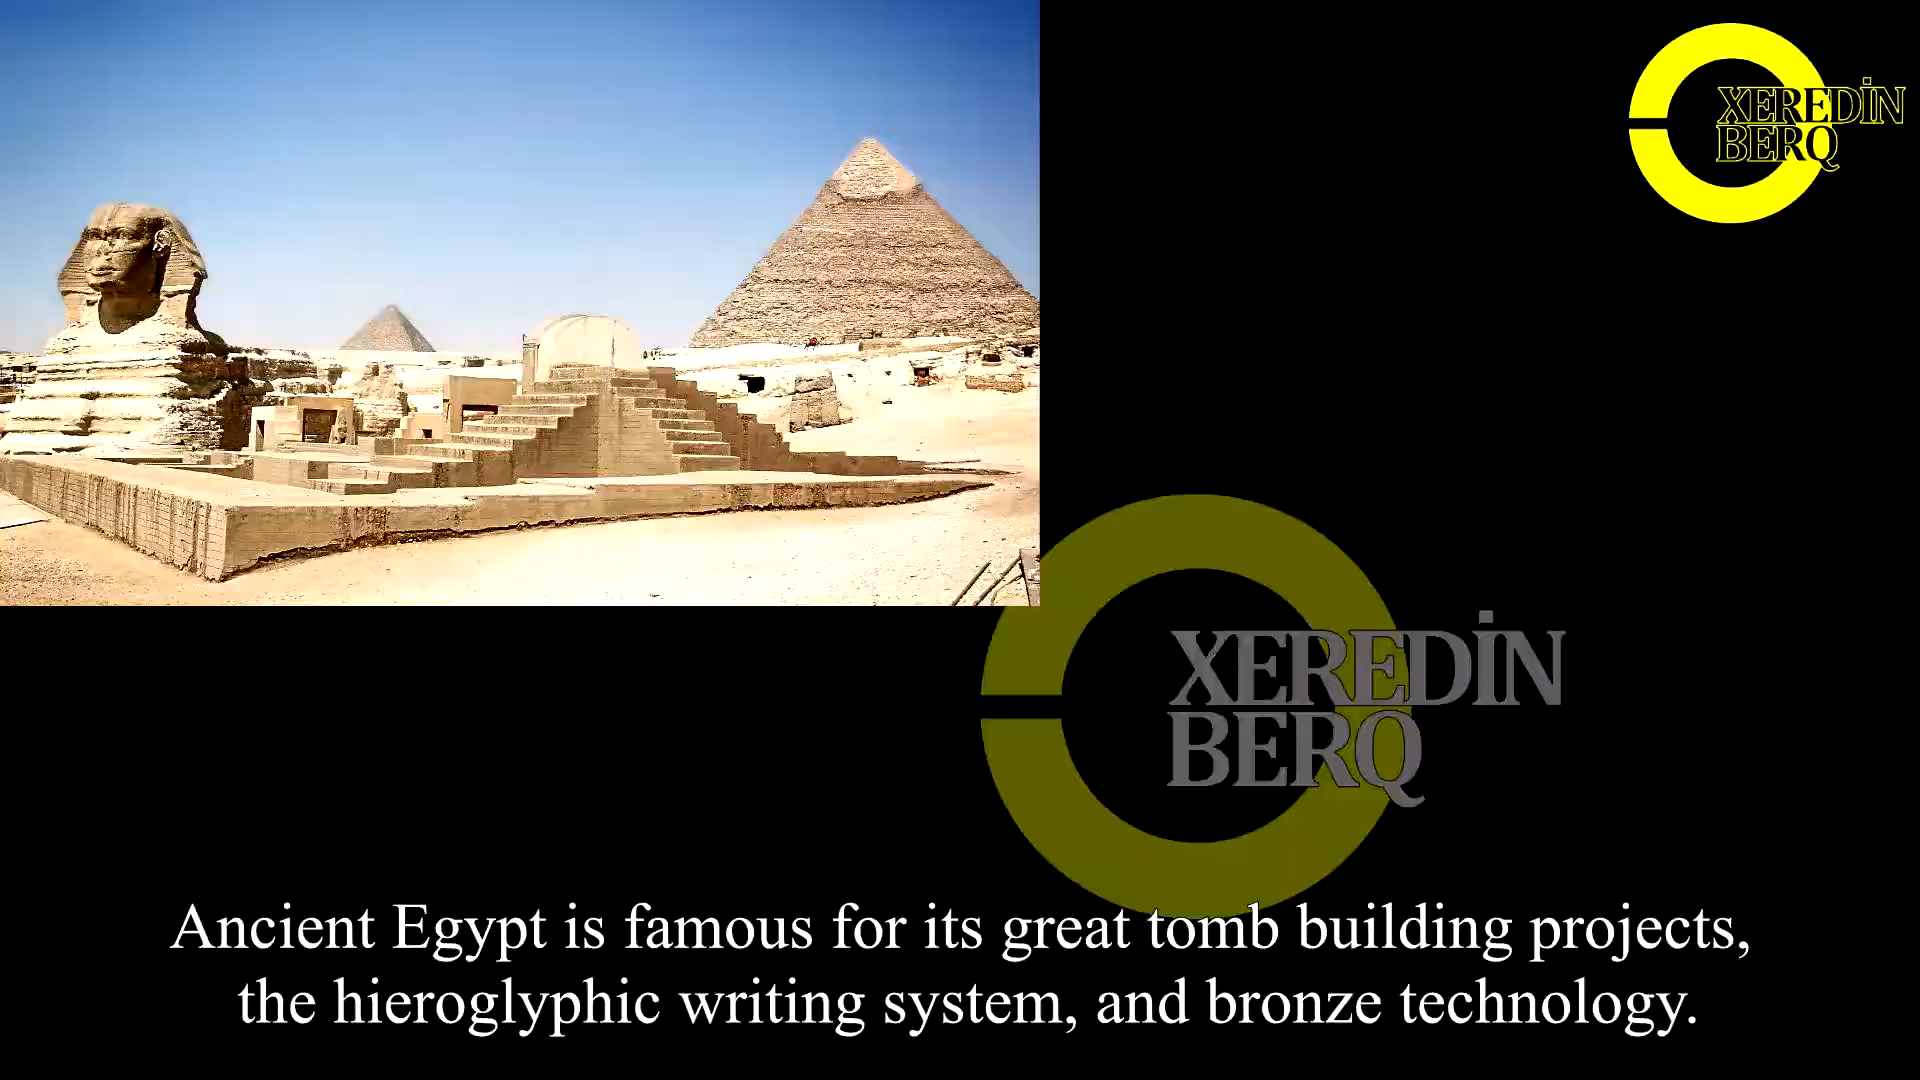 XEREDİN
BERQ
XEREDİN
BERQ
Ancient Egypt is famous for its great tomb building projects,
the hieroglyphic writing system, and bronze technology.